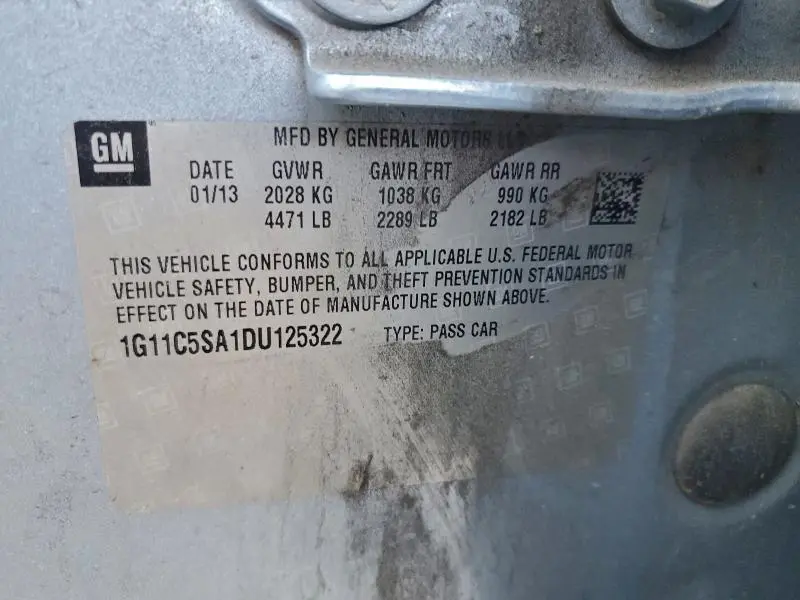 GM
MFD BY GENERAL MOTORS LLC
DATE GVWR GAWR FRT GAWR RR
01/13 2028 KG 1038 KG 990 KG
4471 LB 2289 LB 2182 LB
THIS VEHICLE CONFORMS TO ALL APPLICABLE U.S. FEDERAL MOTOR
VEHICLE SAFETY, BUMPER, AND THEFT PREVENTION STANDARDS IN
EFFECT ON THE DATE OF MANUFACTURE SHOWN ABOVE.
1G11C5SA1DU125322 TYPE: PASS CAR